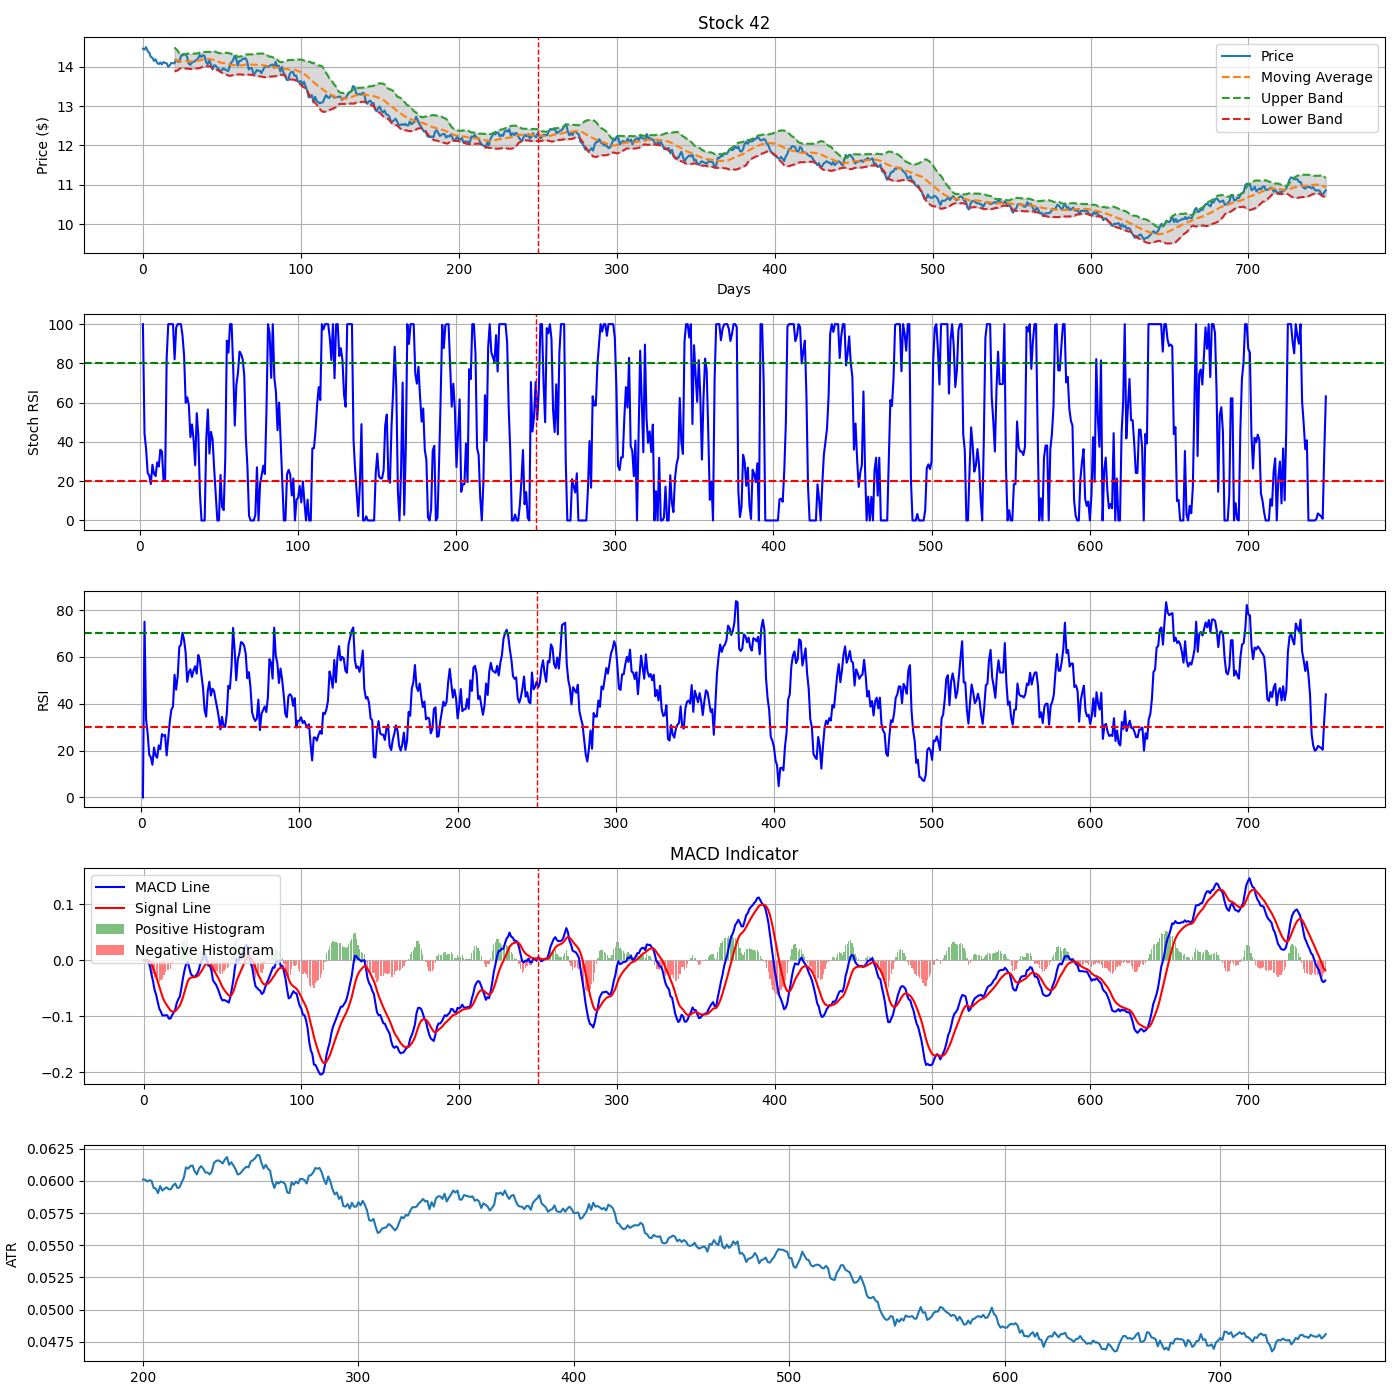 Stock 42
14
13
12
11
10
Price ($)
Price
Moving Average
Upper Band
Lower Band
0 100 200 300 400 500 600 700
Days
100
80
60
40
20
0
Stoch RSI
0 100 200 300 400 500 600 700
80
60
40
20
0
RSI
0 100 200 300 400 500 600 700
MACD Indicator
MACD Line
Signal Line
Positive Histogram
Negative Histogram
0.1
0.0
−0.1
−0.2
0 100 200 300 400 500 600 700
0.0625
0.0600
0.0575
0.0550
0.0525
0.0500
0.0475
ATR
200 300 400 500 600 700